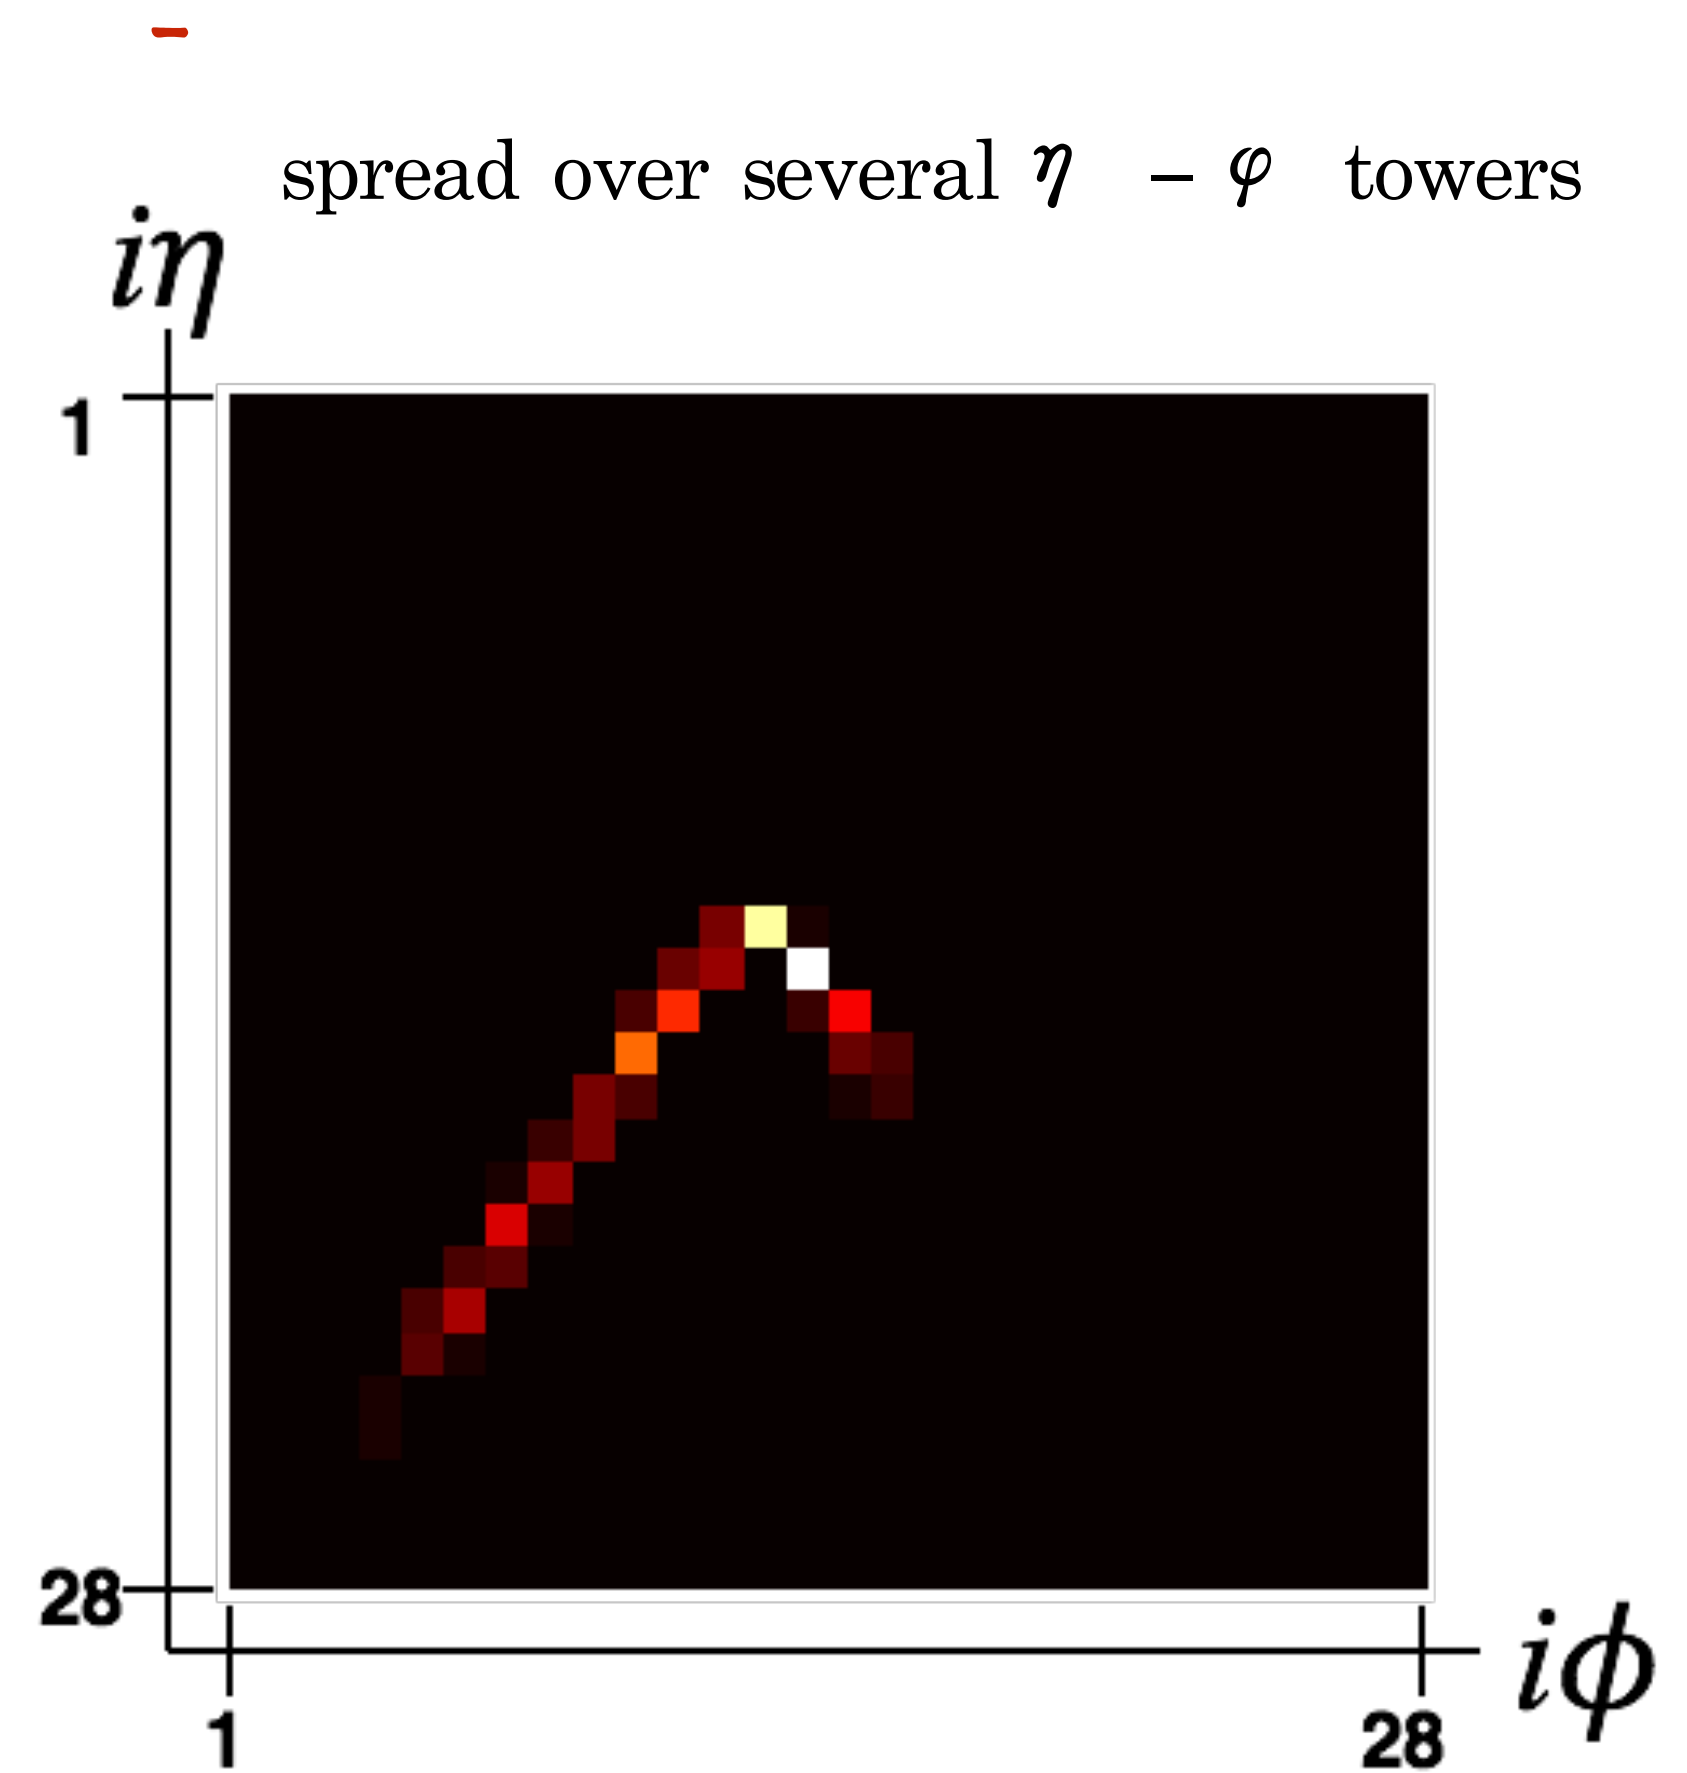 spread over several η – φ towers
iη
1
28
1 28
iϕ